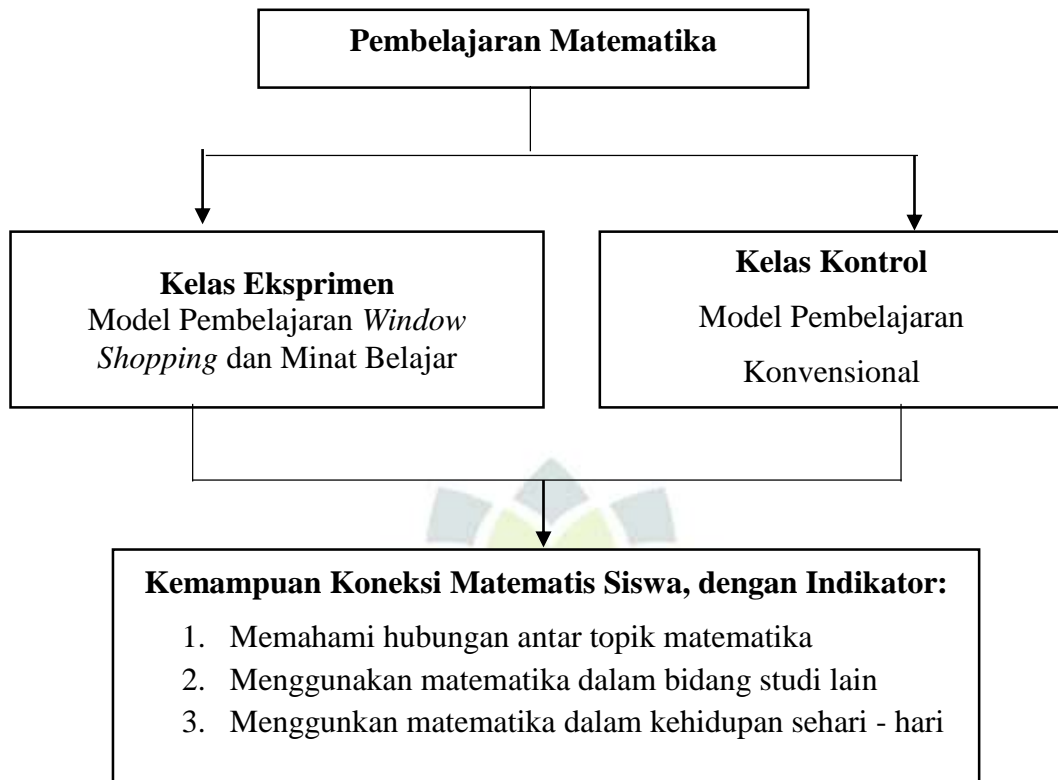 Pembelajaran Matematika
Kelas Eksprimen
Model Pembelajaran Window
Shopping dan Minat Belajar
Kelas Kontrol
Model Pembelajaran
Konvensional
Kemampuan Koneksi Matematis Siswa, dengan Indikator:
1. Memahami hubungan antar topik matematika
2. Menggunakan matematika dalam bidang studi lain
3. Menggunkan matematika dalam kehidupan sehari - hari